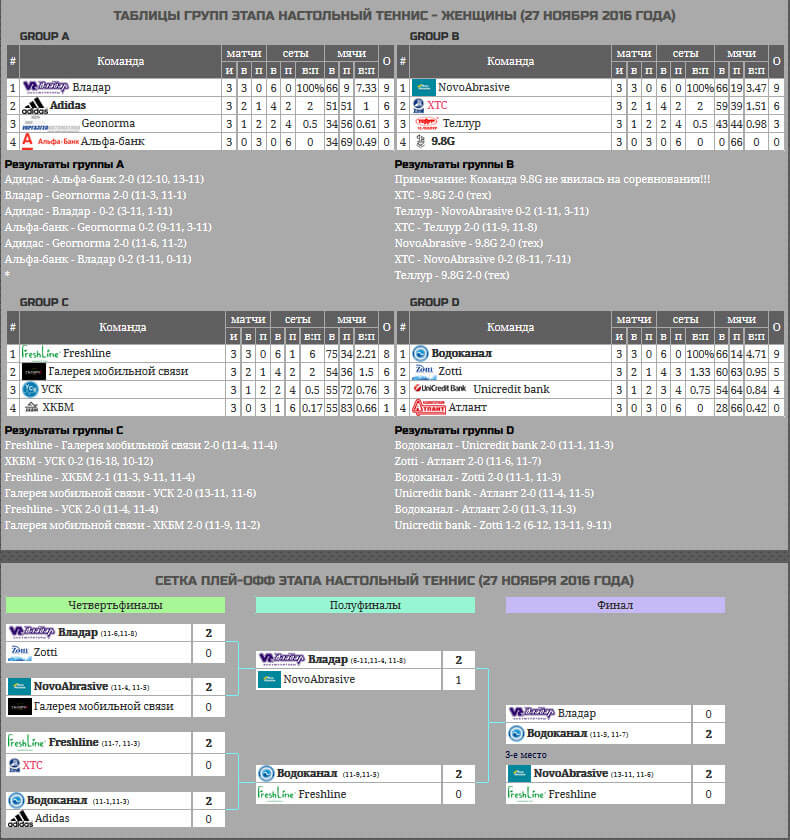 ТАБЛИЦЫ ГРУПП ЭТАПА НАСТОЛЬНЫЙ ТЕННИС - ЖЕНЩИНЫ (27 НОЯБРЯ 2016 ГОДА)
GROUP A
# Команда матчи сеты мячи О
и в п в п в:п в п в:п
1 Владар Владар 3 3 0 6 0 100% 66 9 7.33 9
2 adidas Adidas 3 2 1 4 2 2 51 51 1 6
3 Geonorma 3 1 2 2 4 0.5 34 56 0.61 3
4 А Альфа·Банк Альфа-банк 3 0 3 0 6 0 34 69 0.49 0
Результаты группы А
Адидас - Альфа-банк 2-0 (12-10, 13-11)
Владар - Geornorma 2-0 (11-3, 11-1)
Адидас - Владар - 0-2 (3-11, 1-11)
Альфа-банк - Geornorma 0-2 (9-11, 3-11)
Адидас - Geornorma 2-0 (11-6, 11-2)
Альфа-банк - Владар 0-2 (1-11, 0-11)
*
GROUP B
# Команда матчи сеты мячи О
и в п в п в:п в п в:п
1 NovoAbrasive 3 3 0 6 0 100% 66 19 3.47 9
2 ХТС 3 2 1 4 2 2 59 39 1.51 6
3 Теллур 3 1 2 2 4 0.5 43 44 0.98 3
4 9.8G 3 0 3 0 6 0 0 66 0 0
Результаты группы B
Примечание: Команда 9.8G не явилась на соревнования!!!
ХТС - 9.8G 2-0 (тех)
Теллур - NovoAbrasive 0-2 (1-11, 3-11)
ХТС - Теллур 2-0 (11-9, 11-8)
NovoAbrasive - 9.8G 2-0 (тех)
ХТС - NovoAbrasive 0-2 (8-11, 7-11)
Теллур - 9.8G 2-0 (тех)
GROUP C
# Команда матчи сеты мячи О
и в п в п в:п в п в:п
1 FreshLine Freshline 3 3 0 6 1 6 75 34 2.21 8
2 Галерея мобильной связи 3 2 1 4 2 2 54 36 1.5 6
3 УСК УСК 3 1 2 2 4 0.5 55 72 0.76 3
4 ХКБМ 3 0 3 1 6 0.17 55 83 0.66 1
Результаты группы C
Freshline - Галерея мобильной связи 2-0 (11-4, 11-4)
ХКБМ - УСК 0-2 (16-18, 10-12)
Freshline - ХКБМ 2-1 (11-3, 9-11, 11-4)
Галерея мобильной связи - УСК 2-0 (13-11, 11-6)
Freshline - УСК 2-0 (11-4, 11-4)
Галерея мобильной связи - ХКБМ 2-0 (11-9, 11-2)
GROUP D
# Команда матчи сеты мячи О
и в п в п в:п в п в:п
1 Водоканал 3 3 0 6 0 100% 66 14 4.71 9
2 Zotti Zotti 3 2 1 4 3 1.33 60 63 0.95 5
3 UniCredit Bank Unicredit bank 3 1 2 3 4 0.75 54 64 0.84 4
4 АТЛАНТ Атлант 3 0 3 0 6 0 28 66 0.42 0
Результаты группы D
Водоканал - Unicredit bank 2-0 (11-1, 11-3)
Zotti - Атлант 2-0 (11-6, 11-7)
Водоканал - Zotti 2-0 (11-1, 11-3)
Unicredit bank - Атлант 2-0 (11-4, 11-5)
Водоканал - Атлант 2-0 (11-3, 11-3)
Unicredit bank - Zotti 1-2 (6-12, 13-11, 9-11)
СЕТКА ПЛЕЙ-ОФФ ЭТАПА НАСТОЛЬНЫЙ ТЕННИС (27 НОЯБРЯ 2016 ГОДА)
Четвертьфиналы
Владар Владар (11-6,11-8) 2
Zotti Zotti 0
NovoAbrasive (11-4, 11-3) 2
Галерея мобильной связи 0
FreshLine Freshline (11-7, 11-3) 2
ХТС 0
Водоканал (11-1,11-3) 2
adidas Adidas 0
Полуфиналы
Владар Владар (6-11,11-4, 11-8) 2
NovoAbrasive 1
Водоканал (11-9,11-3) 2
FreshLine Freshline 0
Финал
Владар Владар 0
Водоканал (11-5, 11-7) 2
3-е место
NovoAbrasive (13-11, 11-6) 2
FreshLine Freshline 0